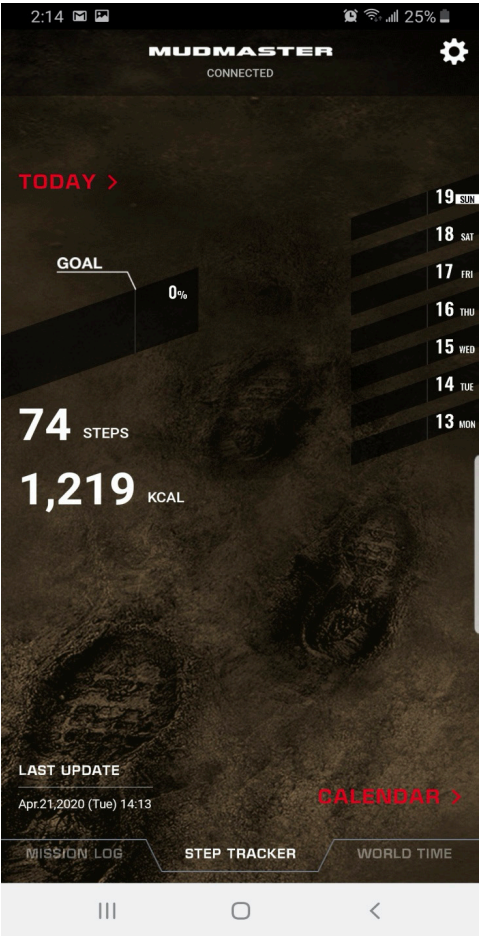 2:14 25%
MUDMASTER
CONNECTED
TODAY >
19 SUN
18 SAT
GOAL
17 FRI
0%
16 THU
15 WED
14 TUE
13 MON
74 STEPS
1,219 KCAL
LAST UPDATE
Apr.21,2020 (Tue) 14:13
CALENDAR >
MISSION LOG STEP TRACKER WORLD TIME